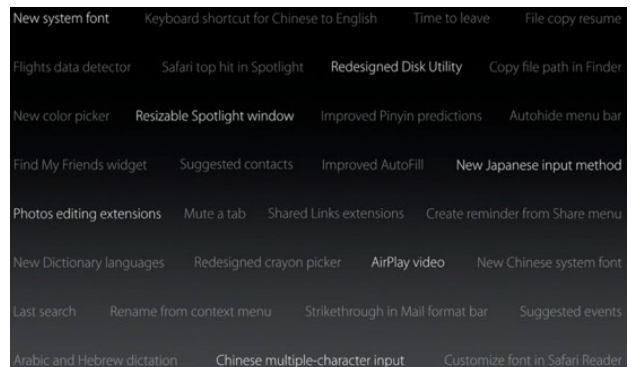 New system font Keyboard shortcut for Chinese to English Time to leave File copy resume
Flights data detector Safari top hit in Spotlight Redesigned Disk Utility Copy file path in Finder
New color picker Resizable Spotlight window Improved Pinyin predictions Autohide menu bar
Find My Friends widget Suggested contacts Improved AutoFill New Japanese input method
Photos editing extensions Mute a tab Shared Links extensions Create reminder from Share menu
New Dictionary languages Redesigned crayon picker AirPlay video New Chinese system font
Last search Rename from context menu Strikethrough in Mail format bar Suggested events
Arabic and Hebrew dictation Chinese multiple-character input Customize font in Safari Reader